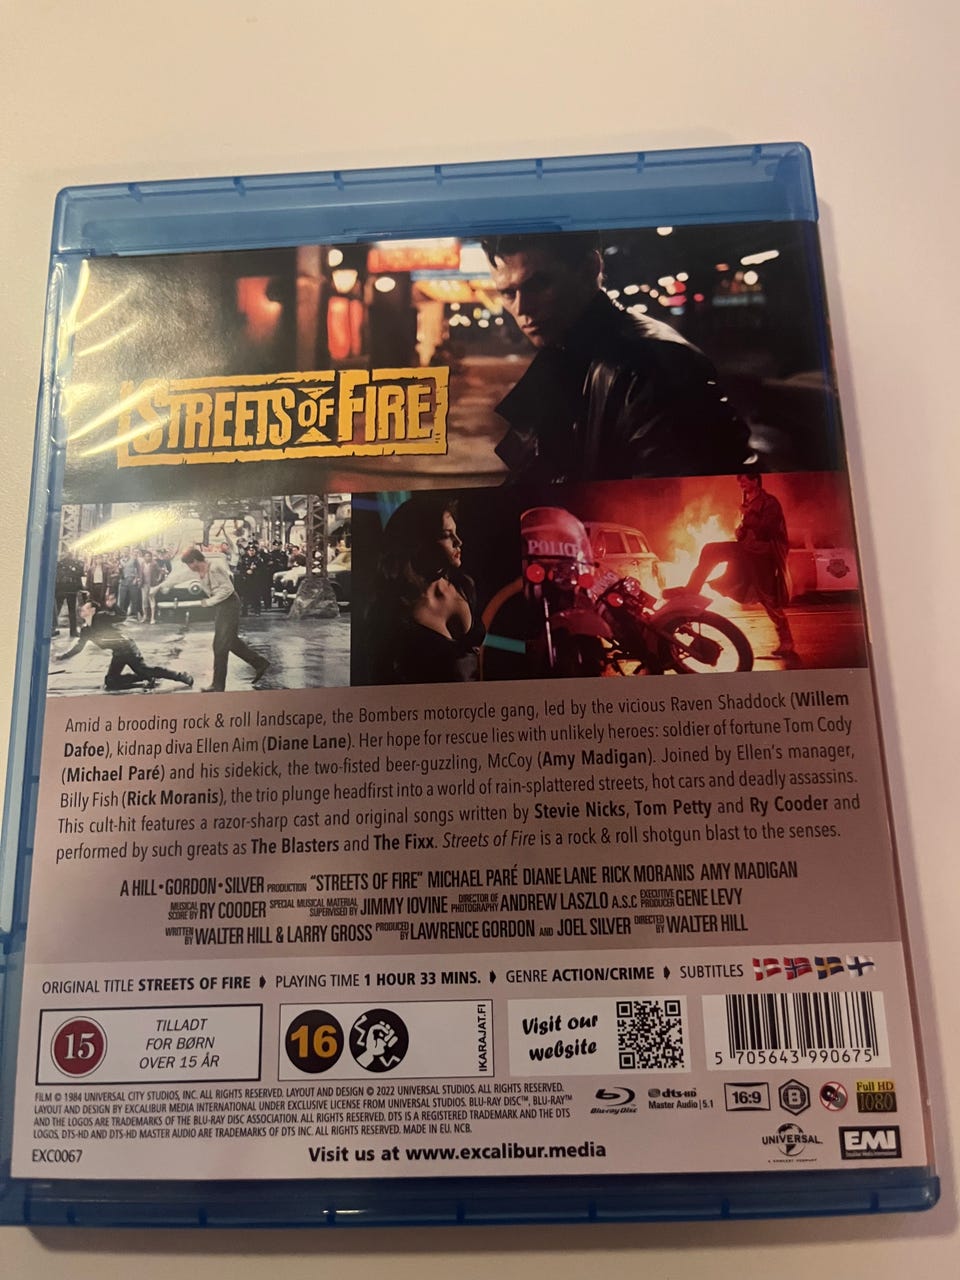 STREETS OF FIRE
POLICE
Amid a brooding rock & roll landscape, the Bombers motorcycle gang, led by the vicious Raven Shaddock (Willem
Dafoe), kidnap diva Ellen Aim (Diane Lane). Her hope for rescue lies with unlikely heroes: soldier of fortune Tom Cody
(Michael Paré) and his sidekick, the two-fisted beer-guzzling, McCoy (Amy Madigan). Joined by Ellen's manager,
Billy Fish (Rick Moranis), the trio plunge headfirst into a world of rain-splattered streets, hot cars and deadly assassins.
This cult-hit features a razor-sharp cast and original songs written by Stevie Nicks, Tom Petty and Ry Cooder and
performed by such greats as The Blasters and The Fixx. Streets of Fire is a rock & roll shotgun blast to the senses.
A HILL • GORDON • SILVER PRODUCTION "STREETS OF FIRE" MICHAEL PARÉ DIANE LANE RICK MORANIS AMY MADIGAN
MUSICAL SCORE BY RY COODER SPECIAL MUSICAL MATERIAL SUPERVISED BY JIMMY IOVINE DIRECTOR OF PHOTOGRAPHY ANDREW LASZLO A.S.C EXECUTIVE PRODUCER GENE LEVY
WRITTEN BY WALTER HILL & LARRY GROSS PRODUCED BY LAWRENCE GORDON AND JOEL SILVER DIRECTED BY WALTER HILL
ORIGINAL TITLE STREETS OF FIRE PLAYING TIME 1 HOUR 33 MINS. GENRE ACTION/CRIME SUBTITLES
15
TILLADT
FOR BØRN
OVER 15 ÅR
16
IKARAJAT.FI
Visit our
website
5 705643 990675
FILM © 1984 UNIVERSAL CITY STUDIOS, INC. ALL RIGHTS RESERVED. LAYOUT AND DESIGN © 2022 UNIVERSAL STUDIOS. ALL RIGHTS RESERVED.
LAYOUT AND DESIGN BY EXCALIBUR MEDIA INTERNATIONAL UNDER EXCLUSIVE LICENSE FROM UNIVERSAL STUDIOS. BLU-RAY DISC™, BLU-RAY™
AND THE LOGOS ARE TRADEMARKS OF THE BLU-RAY DISC ASSOCIATION. ALL RIGHTS RESERVED. DTS IS A REGISTERED TRADEMARK AND THE DTS
LOGOS, DTS-HD AND DTS-HD MASTER AUDIO ARE TRADEMARKS OF DTS INC. ALL RIGHTS RESERVED. MADE IN EU. NCB.
EXC0067
Visit us at www.excalibur.media
Blu-ray Disc
dts-HD
Master Audio | 5.1
16:9
B
Full HD
1080
UNIVERSAL
EMI